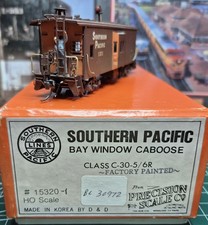 SOUTHERN
PACIFIC
SOUTHERN
LINES
PACIFIC
SOUTHERN PACIFIC
BAY WINDOW CABOOSE
CLASS C-30-5/6R
~FACTORY PAINTED~
# 15320-1
HO Scale
MADE IN KOREA BY D & D
From
PRECISION
SCALE Co